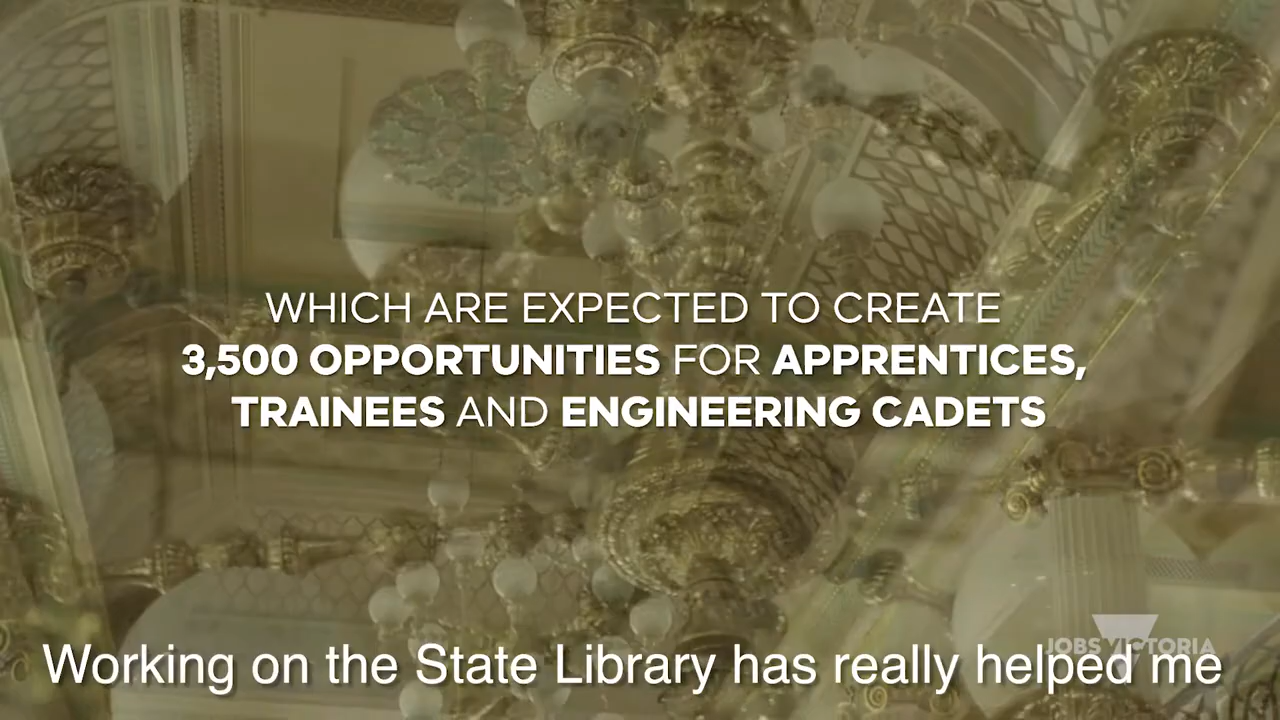 WHICH ARE EXPECTED TO CREATE
3,500 OPPORTUNITIES FOR APPRENTICES,
TRAINEES AND ENGINEERING CADETS
JOBS VICTORIA
Working on the State Library has really helped me